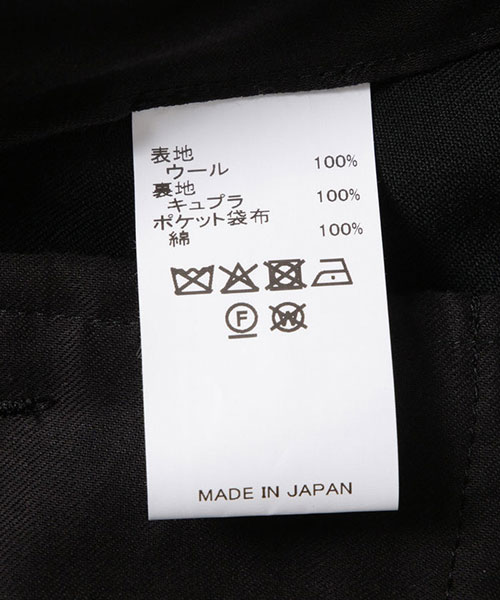 表地
ウール 100%
裏地
キュプラ 100%
ポケット袋布
綿 100%
F W
MADE IN JAPAN